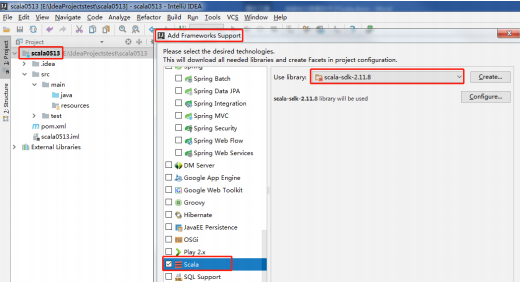 scala0513 [E:\IdeaProjectstest\scala0513] - scala0513 - IntelliJ IDEA
File Edit View Navigate Code Analyze Refactor Build Run Tools VCS Window Help
Project
scala0513 E:\IdeaProjectstest\scala0513
.idea
src
main
java
resources
test
pom.xml
scala0513.iml
External Libraries
1: Project
2: Structure
Add Frameworks Support
Please select the desired technologies.
This will download all needed libraries and create Facets in project configuration.
Spring
Spring Batch
Spring Data JPA
Spring Integration
Spring MVC
Spring Security
Spring Web Flow
Spring Web Services
DM Server
Google App Engine
Google Web Toolkit
Groovy
Hibernate
JavaEE Persistence
OSGi
Play 2.x
Scala
SQL Support
Use library: scala-sdk-2.11.8 Create...
scala-sdk-2.11.8 library will be used Configure...